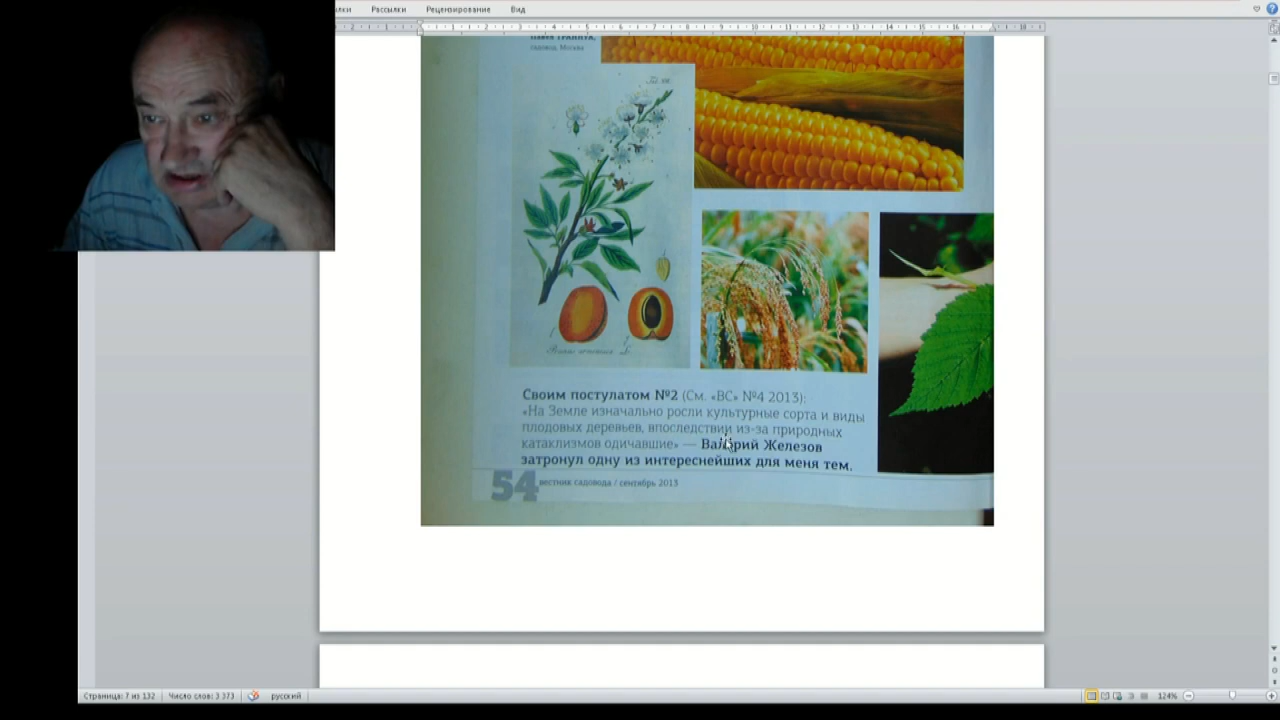 Рассылки Рецензирование Вид
садовод, Москва
Своим постулатом №2 (См. «ВС» №4 2013):
«На Земле изначально росли культурные сорта и виды
плодовых деревьев, впоследствии из-за природных
катаклизмов одичавшие» — Валерий Железов
затронул одну из интереснейших для меня тем.
54 вестник садовода / сентябрь 2013
Страница: 7 из 132 Число слов: 3 373 русский 124%